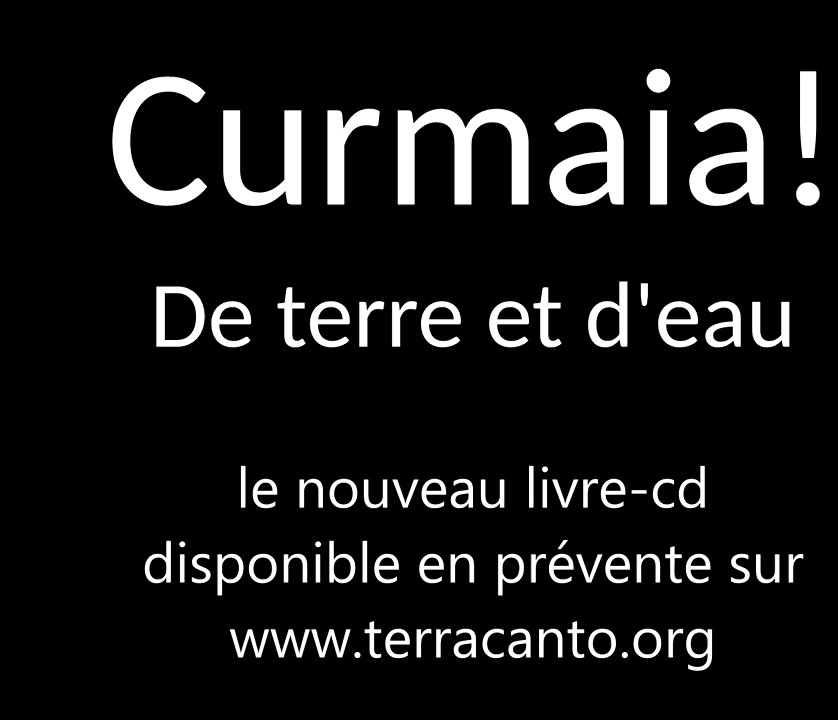 Curmaia!
De terre et d'eau
le nouveau livre-cd
disponible en prévente sur
www.terracanto.org